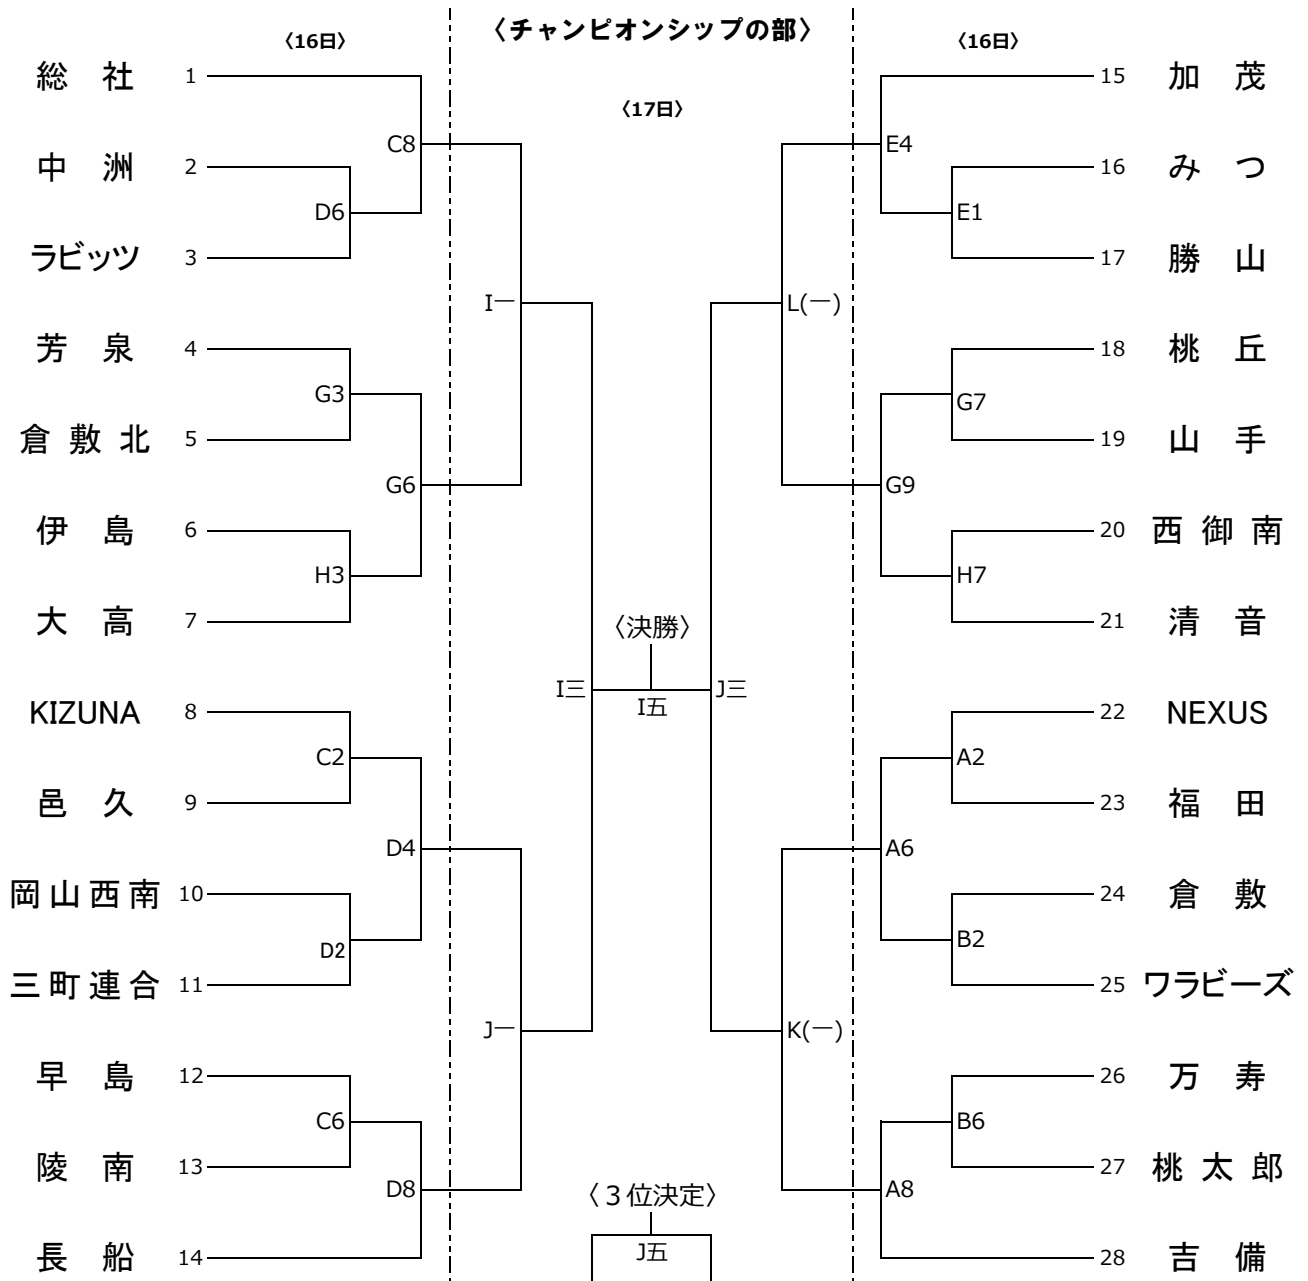 〈チャンピオンシップの部〉
〈16日〉 〈16日〉
〈17日〉
総社 1 15 加茂
C8 E4
中洲 2 16 みつ
D6 E1
ラビッツ 3 17 勝山
I一 L(一)
芳泉 4 18 桃丘
G3 G7
倉敷北 5 19 山手
G6 G9
伊島 6 20 西御南
H3 H7
大高 7 21 清音
〈決勝〉
I三 I五 J三
KIZUNA 8 22 NEXUS
C2 A2
邑久 9 23 福田
D4 A6
岡山西南 10 24 倉敷
D2 B2
三町連合 11 25 ワラビーズ
J一 K(一)
早島 12 26 万寿
C6 B6
陵南 13 27 桃太郎
D8 A8
〈３位決定〉
J五
長船 14 28 吉備